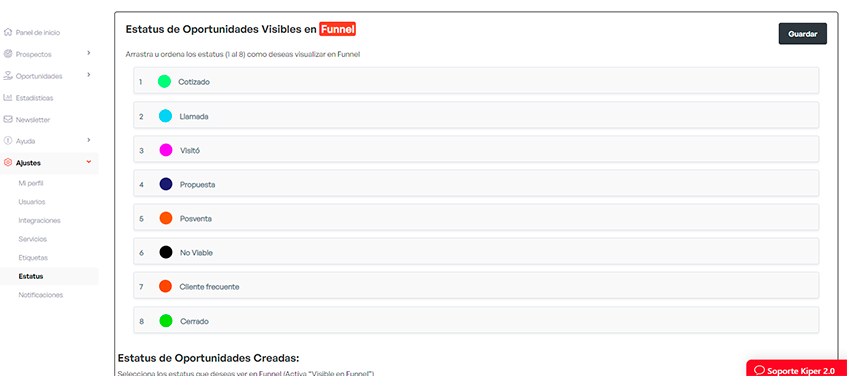 Panel de inicio
Prospectos
Oportunidades
Estadísticas
Newsletter
Ayuda
Ajustes
Mi perfil
Usuarios
Integraciones
Servicios
Etiquetas
Estatus
Notificaciones
Estatus de Oportunidades Visibles en Funnel
Guardar
Arrastra u ordena los estatus (1 al 8) como deseas visualizar en Funnel
1 Cotizado
2 Llamada
3 Visitó
4 Propuesta
5 Posventa
6 No Viable
7 Cliente frecuente
8 Cerrado
Estatus de Oportunidades Creadas:
Selecciona los estatus que deseas ver en Funnel (Activa "Visible en Funnel")
Soporte Kiper 2.0